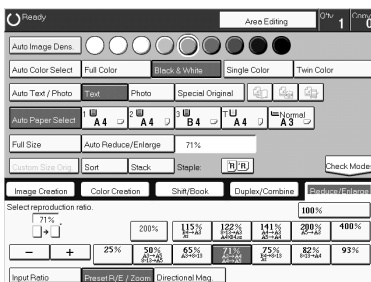 Ready
Area Editing Q'ty 1 Copy 0
Auto Image Dens.
Auto Color Select Full Color Black & White Single Color Twin Color
Auto Text / Photo Text Photo Special Original
Auto Paper Select 1 A4 2 A4 3 B4 T A4 Normal A3
Full Size Auto Reduce/Enlarge 71%
Custom Size Orig. Sort Stack Staple: Check Modes
Image Creation Color Creation Shift/Book Duplex/Combine Reduce/Enlarge
Select reproduction ratio. 100%
71%
200% 115% 122% 141% 200% 400%
− + 25% 50% 65% 71% 75% 82% 93%
Input Ratio Preset R/E / Zoom Directional Mag.